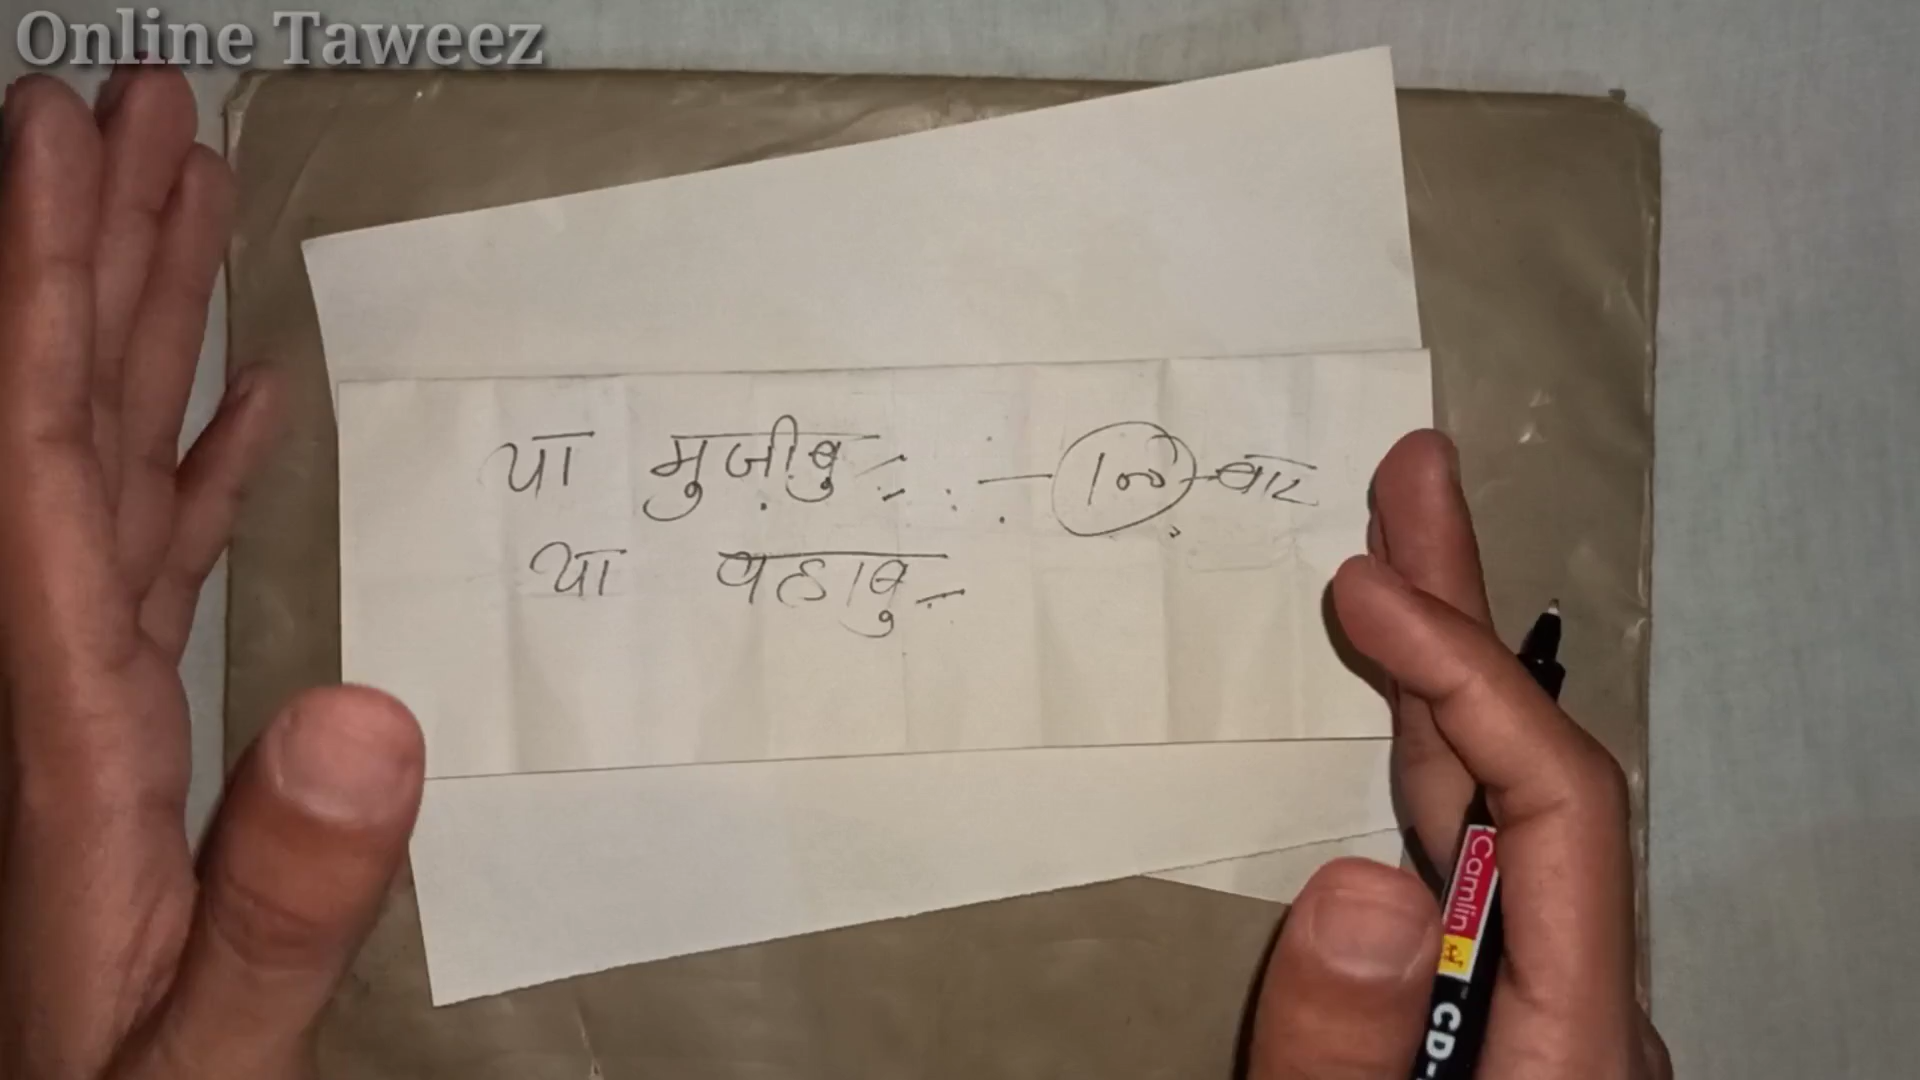 Online Taweez
या मुजीबु :- — 100 - बार
या वहाबु :-
Camlin
CD-